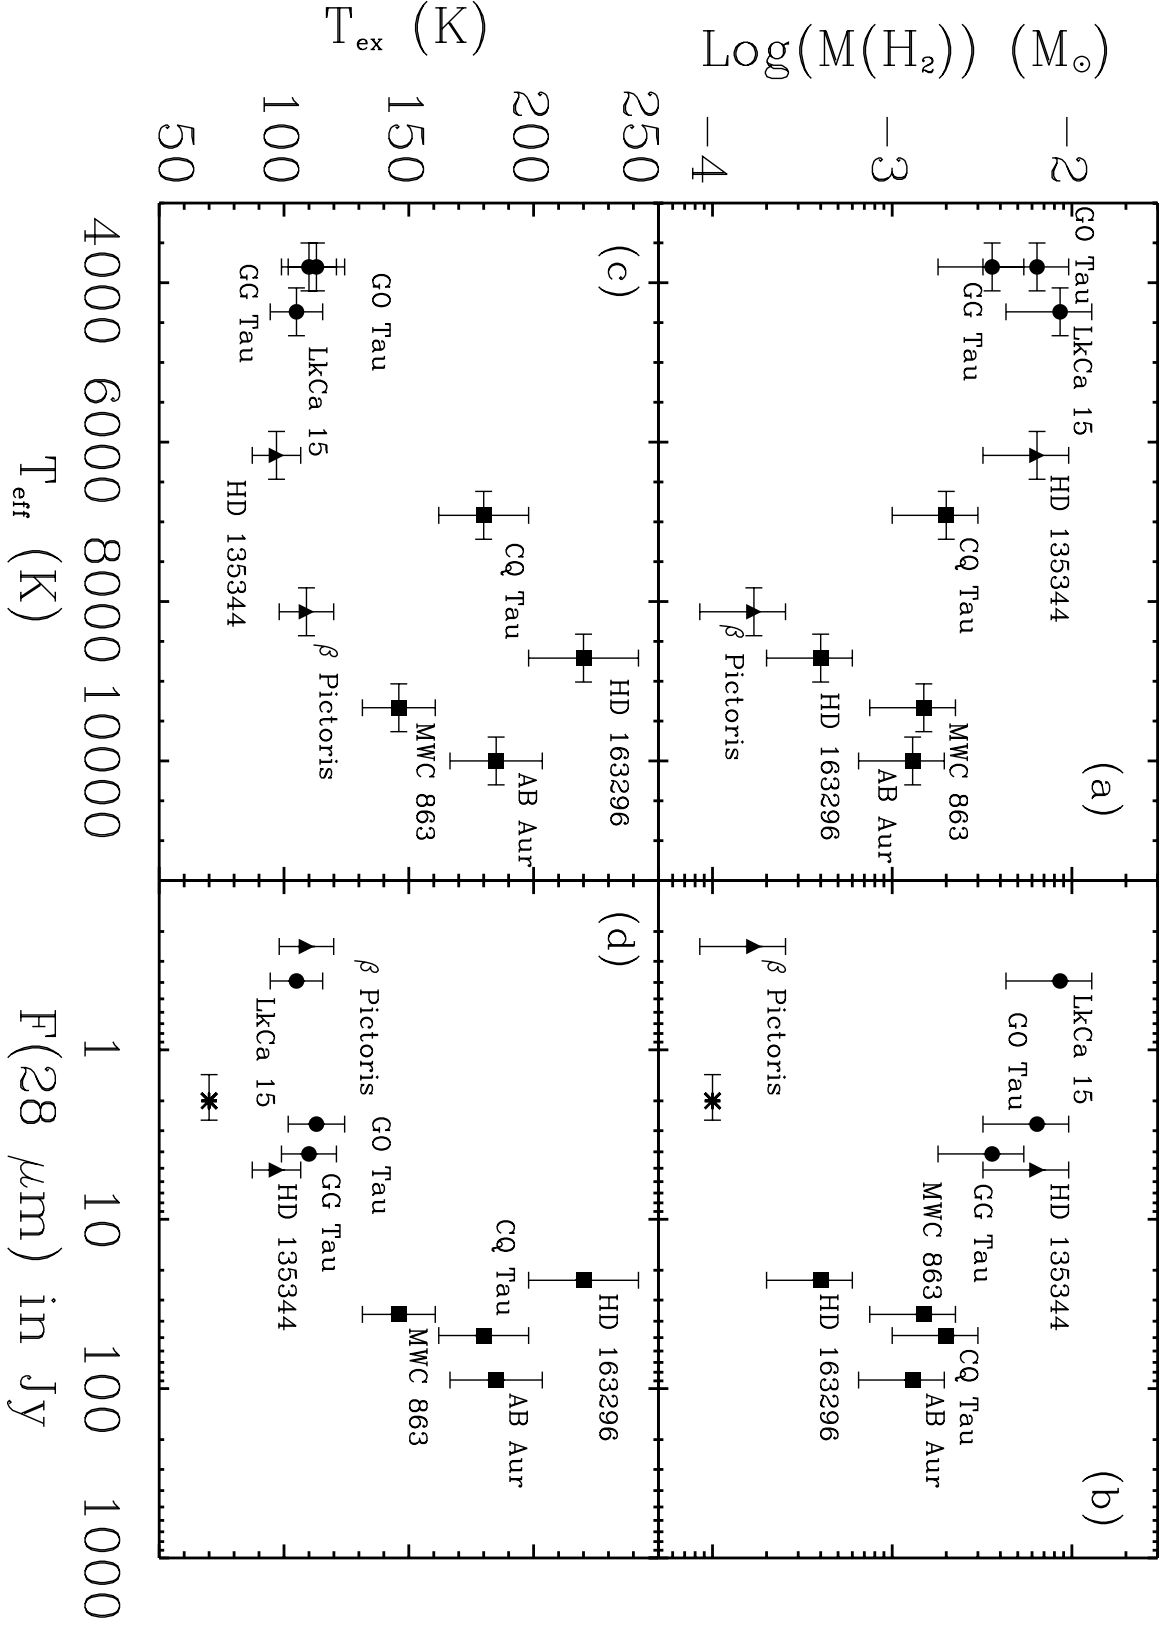 Log(M(H₂)) (M☉)
-2
-3
-4
(a)
GO Tau
LkCa 15
GG Tau
HD 135344
CQ Tau
β Pictoris
HD 163296
MWC 863
AB Aur
(b)
LkCa 15
GO Tau
HD 135344
GG Tau
MWC 863
CQ Tau
AB Aur
HD 163296
β Pictoris
T_ex (K)
250
200
150
100
50
(c)
GO Tau
LkCa 15
GG Tau
HD 135344
CQ Tau
HD 163296
AB Aur
MWC 863
β Pictoris
(d)
β Pictoris
LkCa 15
GO Tau
GG Tau
HD 135344
CQ Tau
HD 163296
AB Aur
MWC 863
4000 6000 8000 10000
1 10 100 1000
T_eff (K)
F(28 μm) in Jy